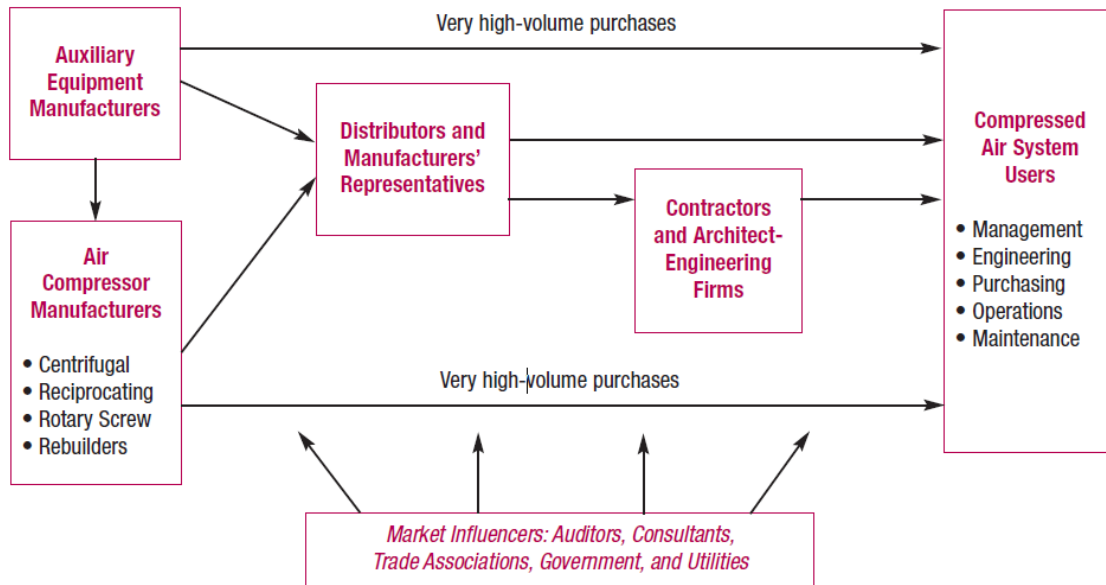 Very high-volume purchases
Auxiliary
Equipment
Manufacturers
Distributors and
Manufacturers’
Representatives
Compressed
Air System
Users
• Management
• Engineering
• Purchasing
• Operations
• Maintenance
Contractors
and Architect-
Engineering
Firms
Air
Compressor
Manufacturers
• Centrifugal
• Reciprocating
• Rotary Screw
• Rebuilders
Very high-volume purchases
Market Influencers: Auditors, Consultants,
Trade Associations, Government, and Utilities